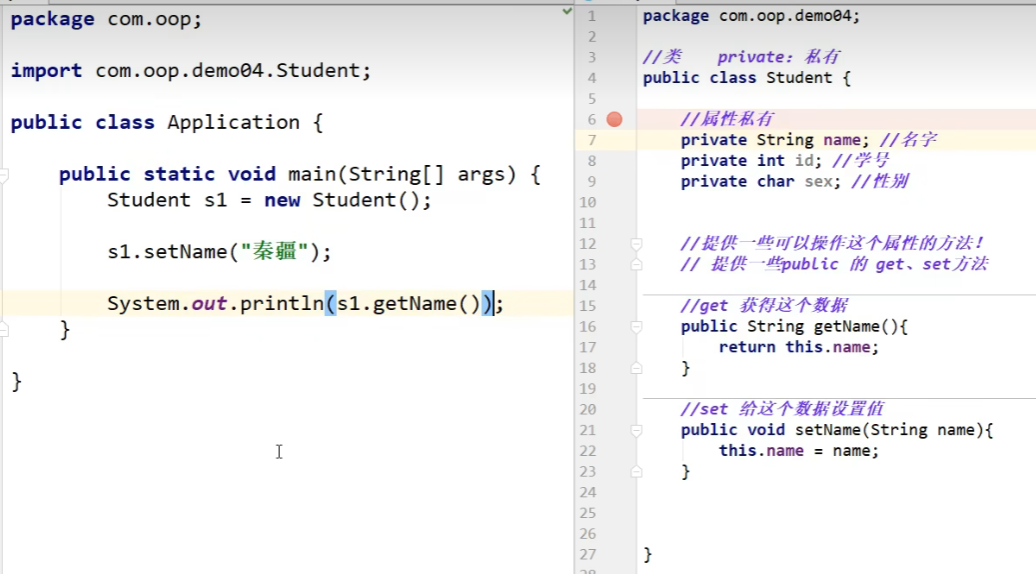 package com.oop;
import com.oop.demo04.Student;
public class Application {
public static void main(String[] args) {
Student s1 = new Student();
s1.setName("秦疆");
System.out.println(s1.getName());
}
}
1 package com.oop.demo04;
2
3 //类 private：私有
4 public class Student {
5
6 //属性私有
7 private String name; //名字
8 private int id; //学号
9 private char sex; //性别
10
11
12 //提供一些可以操作这个属性的方法！
13 // 提供一些public 的 get、set方法
14
15 //get 获得这个数据
16 public String getName(){
17 return this.name;
18 }
19
20 //set 给这个数据设置值
21 public void setName(String name){
22 this.name = name;
23 }
24
25
26
27 }